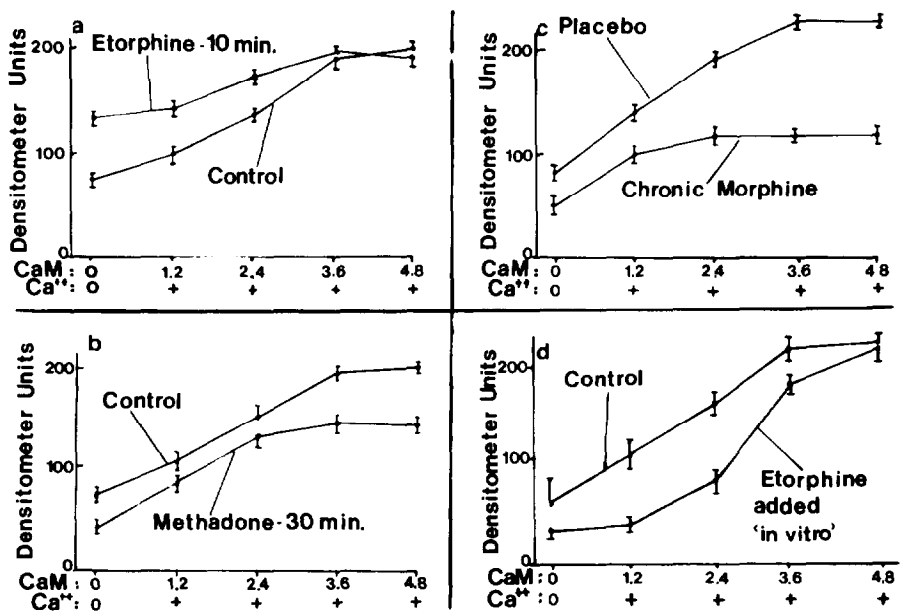 a
Densitometer Units
200
100
0
Etorphine - 10 min.
Control
CaM : 0 1.2 2.4 3.6 4.8
Ca⁺⁺: 0 + + + +
c Placebo
Densitometer Units
200
100
0
Chronic Morphine
CaM : 0 1.2 2.4 3.6 4.8
Ca⁺⁺ : 0 + + + +
b
Densitometer Units
200
100
0
Control
Methadone - 30 min.
CaM : 0 1.2 2.4 3.6 4.8
Ca⁺⁺ : 0 + + + +
d
Densitometer Units
200
100
0
Control
Etorphine
added
'in vitro'
CaM : 0 1.2 2.4 3.6 4.8
Ca⁺⁺ : 0 + + + +